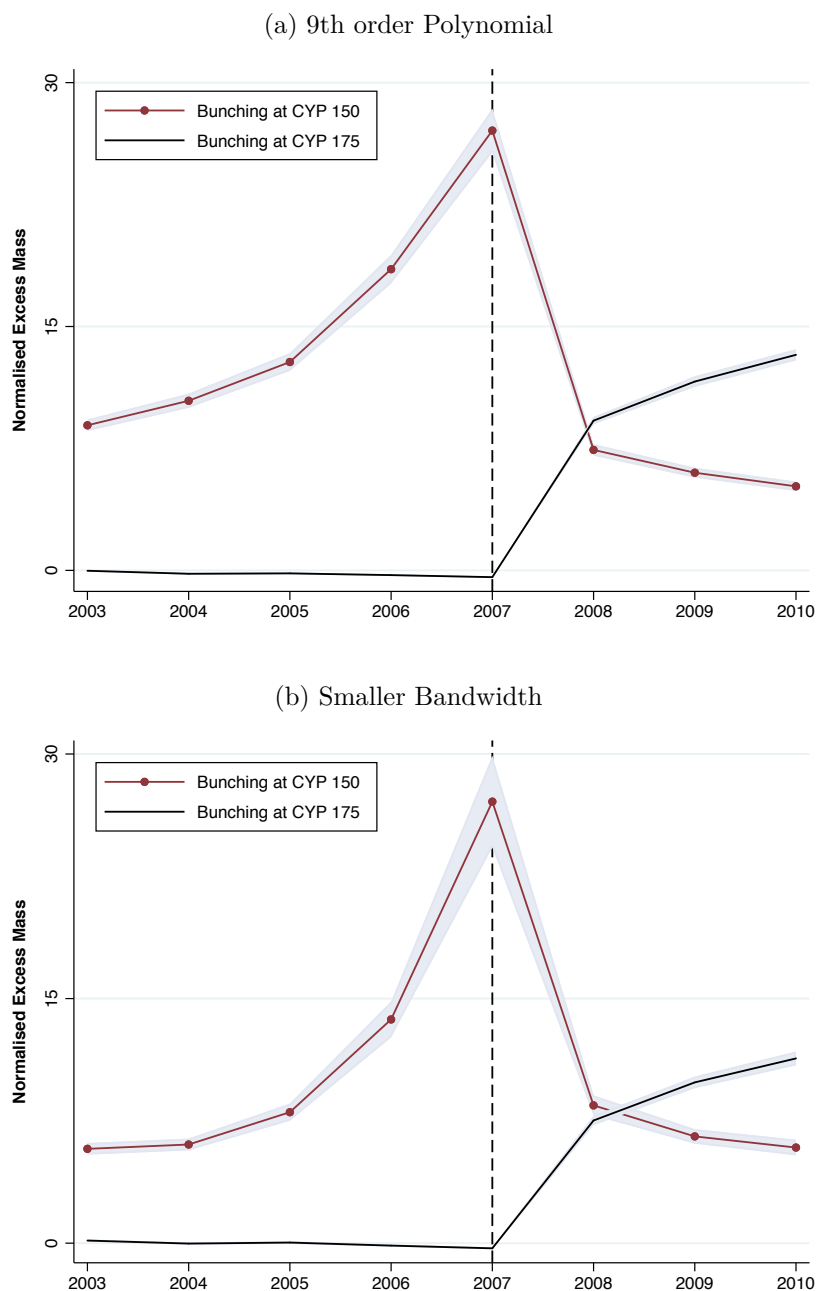 (a) 9th order Polynomial
30
15
0
Normalised Excess Mass
Bunching at CYP 150
Bunching at CYP 175
2003 2004 2005 2006 2007 2008 2009 2010
(b) Smaller Bandwidth
30
15
0
Normalised Excess Mass
Bunching at CYP 150
Bunching at CYP 175
2003 2004 2005 2006 2007 2008 2009 2010